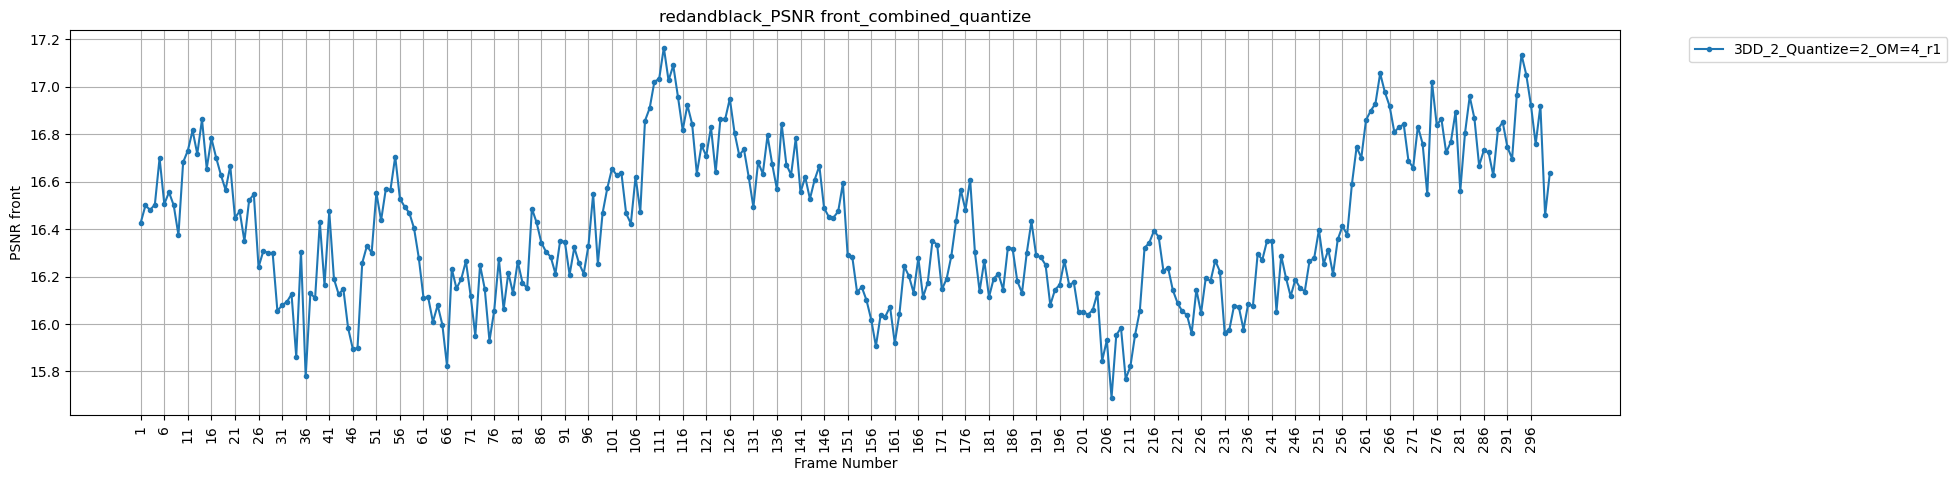 redandblack_PSNR front_combined_quantize
3DD_2_Quantize=2_OM=4_r1
PSNR front
17.2
17.0
16.8
16.6
16.4
16.2
16.0
15.8
1 6 11 16 21 26 31 36 41 46 51 56 61 66 71 76 81 86 91 96 101 106 111 116 121 126 131 136 141 146 151 156 161 166 171 176 181 186 191 196 201 206 211 216 221 226 231 236 241 246 251 256 261 266 271 276 281 286 291 296
Frame Number